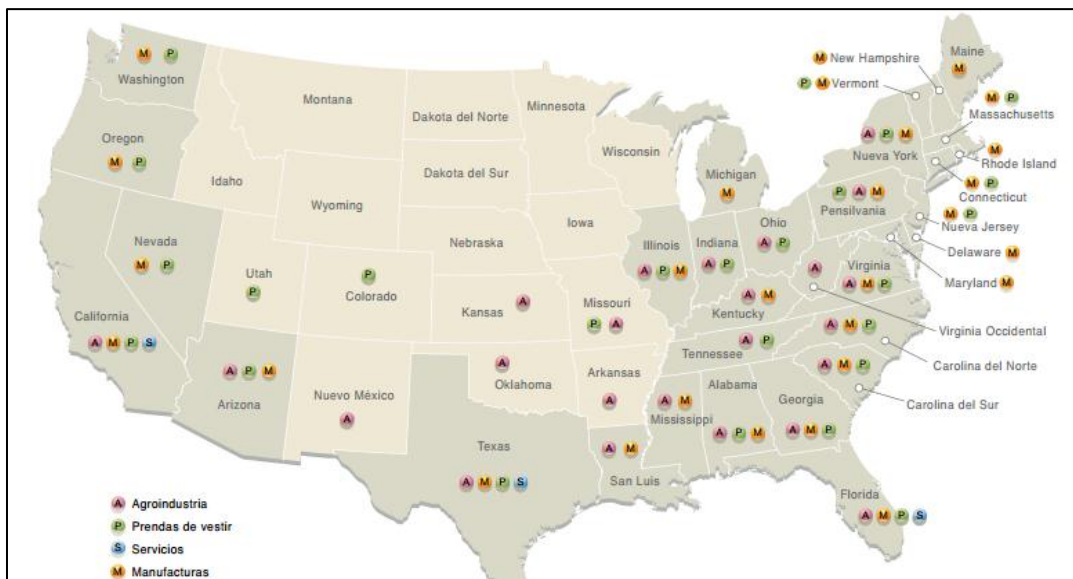 M P
Washington
Montana
Dakota del Norte
Minnesota
M New Hampshire
Maine
M
P M Vermont
M P
Massachusetts
Oregon
M P
Idaho
Wyoming
Dakota del Sur
Wisconsin
Michigan
M
A P M
Nueva York
M
Rhode Island
M P
Connecticut
P A M
Pensilvania
M P
Nueva Jersey
Nevada
M P
Utah
P
P
Colorado
Nebraska
Iowa
Illinois
A P M
Indiana
A P
Ohio
A P
Delaware M
Maryland M
A
Virginia
A M P
Virginia Occidental
California
A M P S
Kansas A
Missouri
P A
A M
Kentucky
A M P
Carolina del Norte
A P
Tennessee
A P M
Arizona
Nuevo México
A
A
Oklahoma
Arkansas
A
A M
Mississippi
Alabama
A P M
Georgia
A M P
A M P
Carolina del Sur
Texas
A M P S
A M
San Luis
Florida
A M P S
A Agroindustria
P Prendas de vestir
S Servicios
M Manufacturas